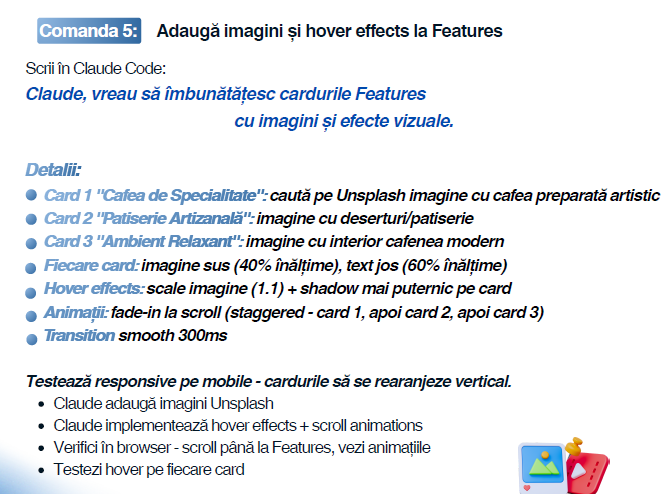 Comanda 5: Adaugă imagini și hover effects la Features
Scrii în Claude Code:
Claude, vreau să îmbunătățesc cardurile Features
cu imagini și efecte vizuale.
Detalii:
Card 1 "Cafea de Specialitate": caută pe Unsplash imagine cu cafea preparată artistic
Card 2 "Patiserie Artizanală": imagine cu deserturi/patiserie
Card 3 "Ambient Relaxant": imagine cu interior cafenea modern
Fiecare card: imagine sus (40% înălțime), text jos (60% înălțime)
Hover effects: scale imagine (1.1) + shadow mai puternic pe card
Animații: fade-in la scroll (staggered - card 1, apoi card 2, apoi card 3)
Transition smooth 300ms
Testează responsive pe mobile - cardurile să se rearanjeze vertical.
Claude adaugă imagini Unsplash
Claude implementează hover effects + scroll animations
Verifici în browser - scroll până la Features, vezi animațiile
Testezi hover pe fiecare card